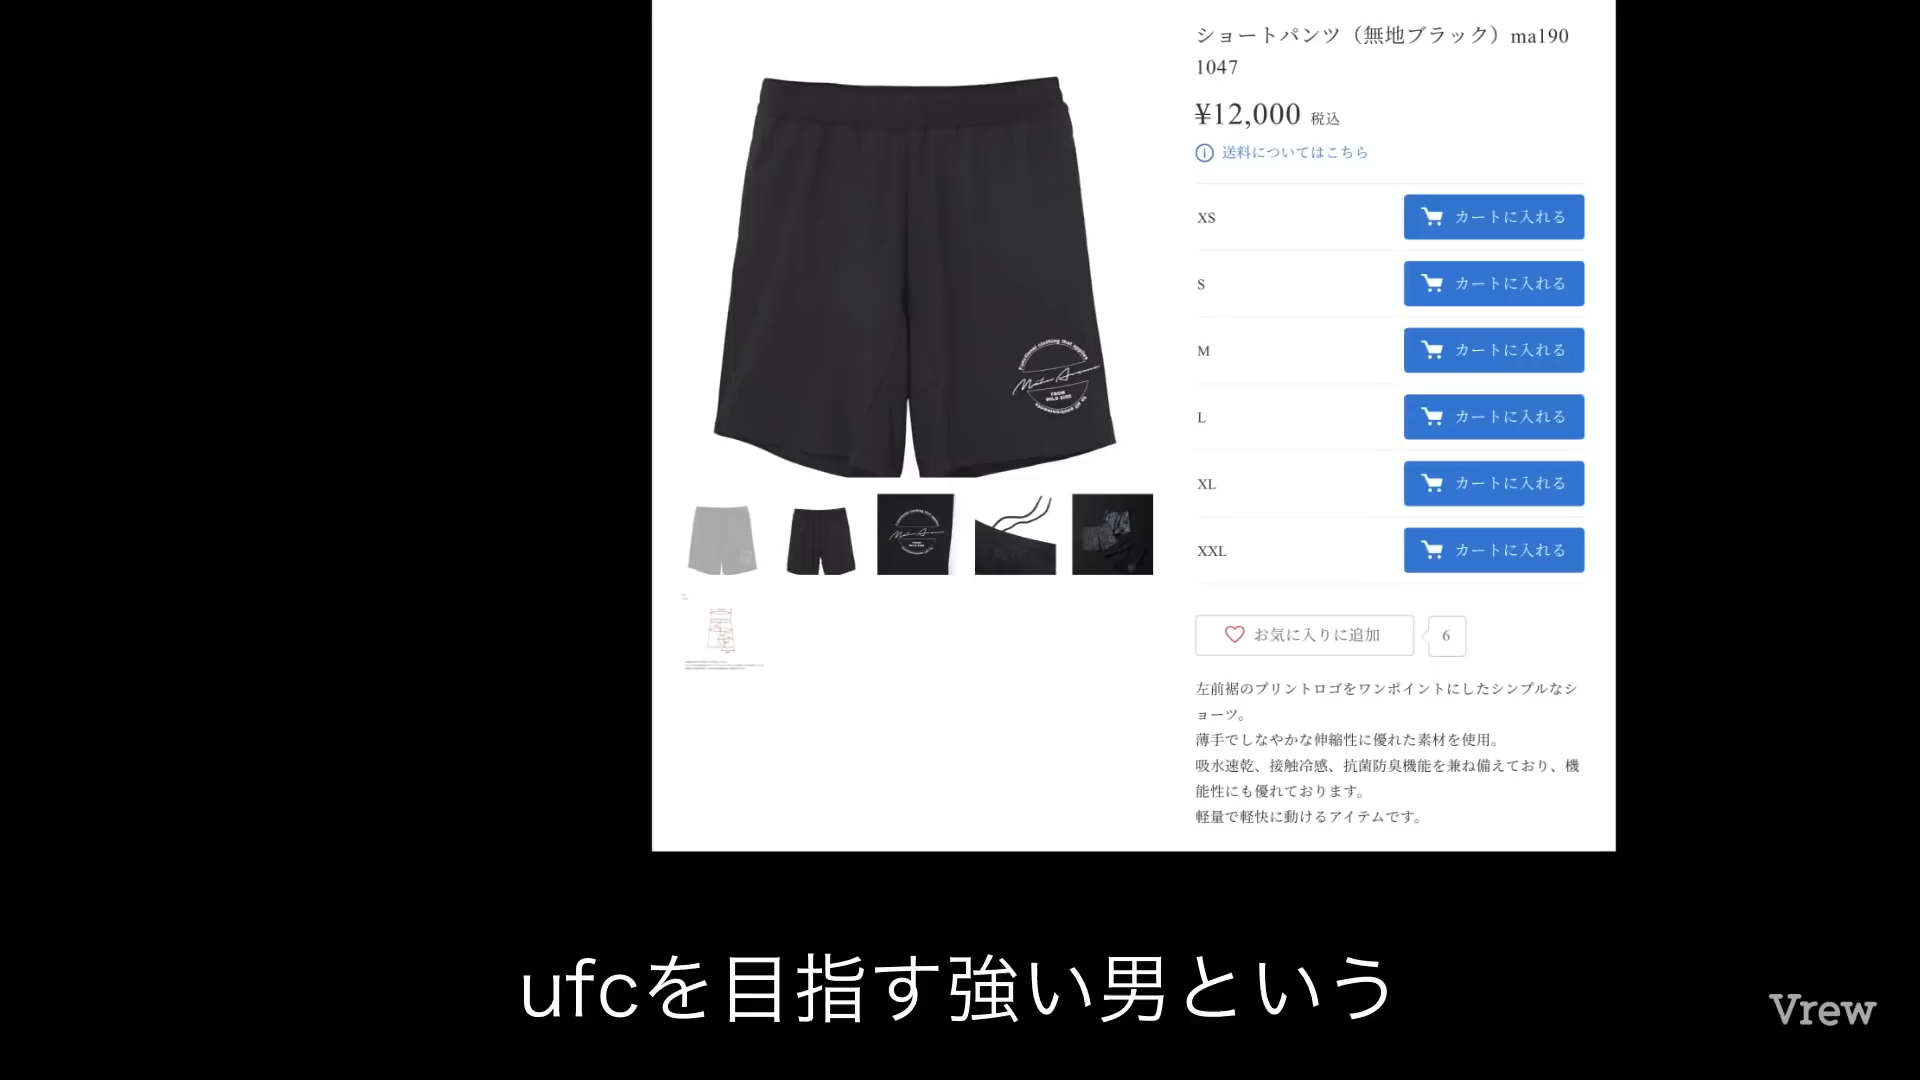 ショートパンツ（無地ブラック）ma190
1047
¥12,000 税込
送料についてはこちら
XS
カートに入れる
S
カートに入れる
M
カートに入れる
L
カートに入れる
XL
カートに入れる
XXL
カートに入れる
お気に入りに追加
6
左前裾のプリントロゴをワンポイントにしたシンプルなシ
ョーツ。
薄手でしなやかな伸縮性に優れた素材を使用。
吸水速乾、接触冷感、抗菌防臭機能を兼ね備えており、機
能性にも優れております。
軽量で軽快に動けるアイテムです。
Functional clothing that applies
FROM
WILD SIDE
to all environments
ufcを目指す強い男という
Vrew